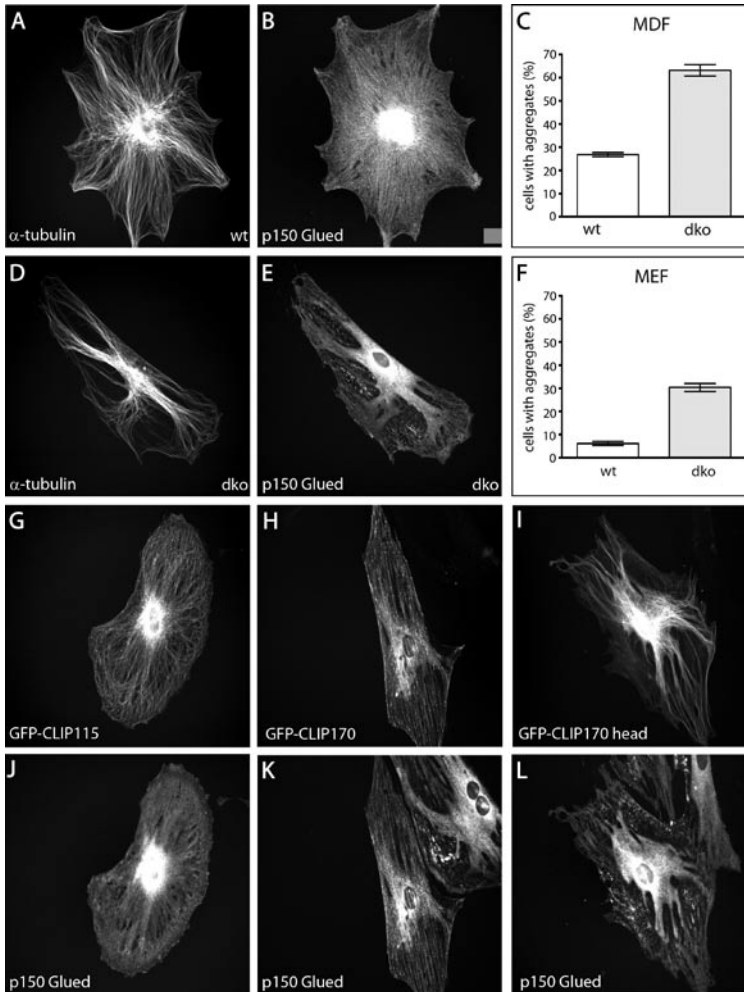 A
α-tubulin wt
B
p150 Glued
C
MDF
cells with aggregates (%)
70
60
50
40
30
20
10
0
wt dko
D
α-tubulin dko
E
p150 Glued dko
F
MEF
cells with aggregates (%)
70
60
50
40
30
20
10
0
wt dko
G
GFP-CLIP115
H
GFP-CLIP170
I
GFP-CLIP170 head
J
p150 Glued
K
p150 Glued
L
p150 Glued